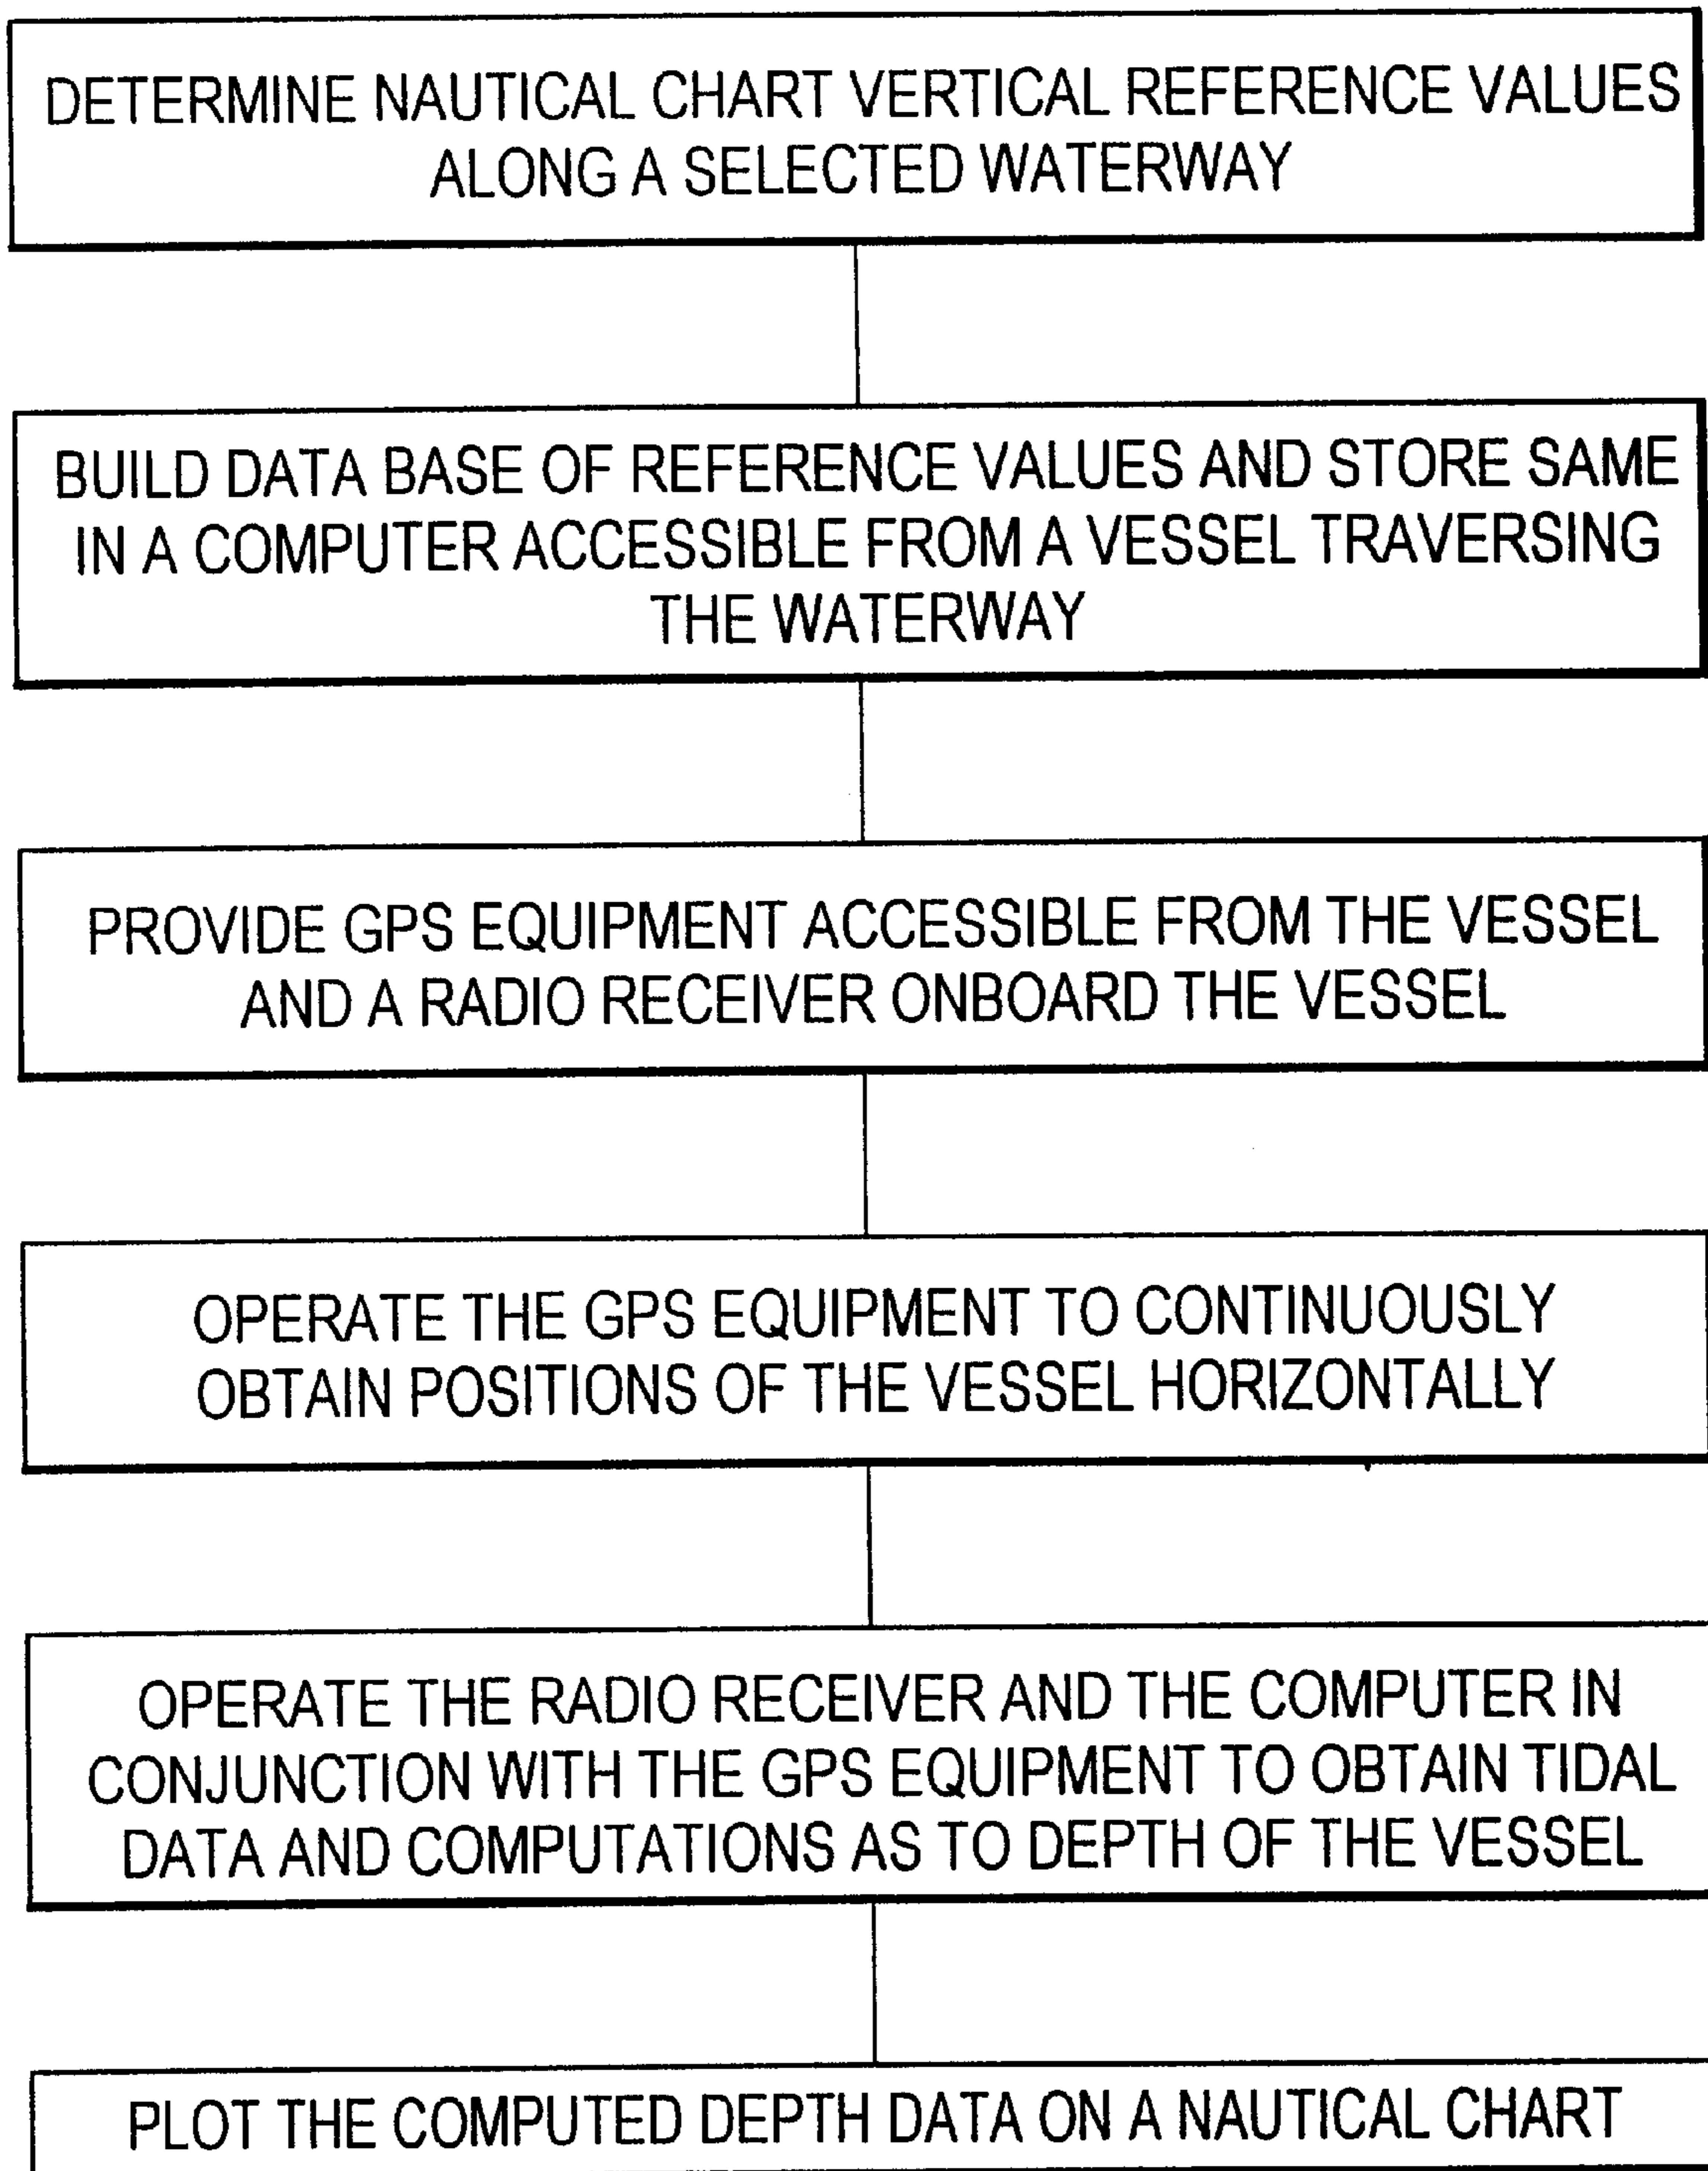 DETERMINE NAUTICAL CHART VERTICAL REFERENCE VALUES
ALONG A SELECTED WATERWAY
BUILD DATA BASE OF REFERENCE VALUES AND STORE SAME
IN A COMPUTER ACCESSIBLE FROM A VESSEL TRAVERSING
THE WATERWAY
PROVIDE GPS EQUIPMENT ACCESSIBLE FROM THE VESSEL
AND A RADIO RECEIVER ONBOARD THE VESSEL
OPERATE THE GPS EQUIPMENT TO CONTINUOUSLY
OBTAIN POSITIONS OF THE VESSEL HORIZONTALLY
OPERATE THE RADIO RECEIVER AND THE COMPUTER IN
CONJUNCTION WITH THE GPS EQUIPMENT TO OBTAIN TIDAL
DATA AND COMPUTATIONS AS TO DEPTH OF THE VESSEL
PLOT THE COMPUTED DEPTH DATA ON A NAUTICAL CHART